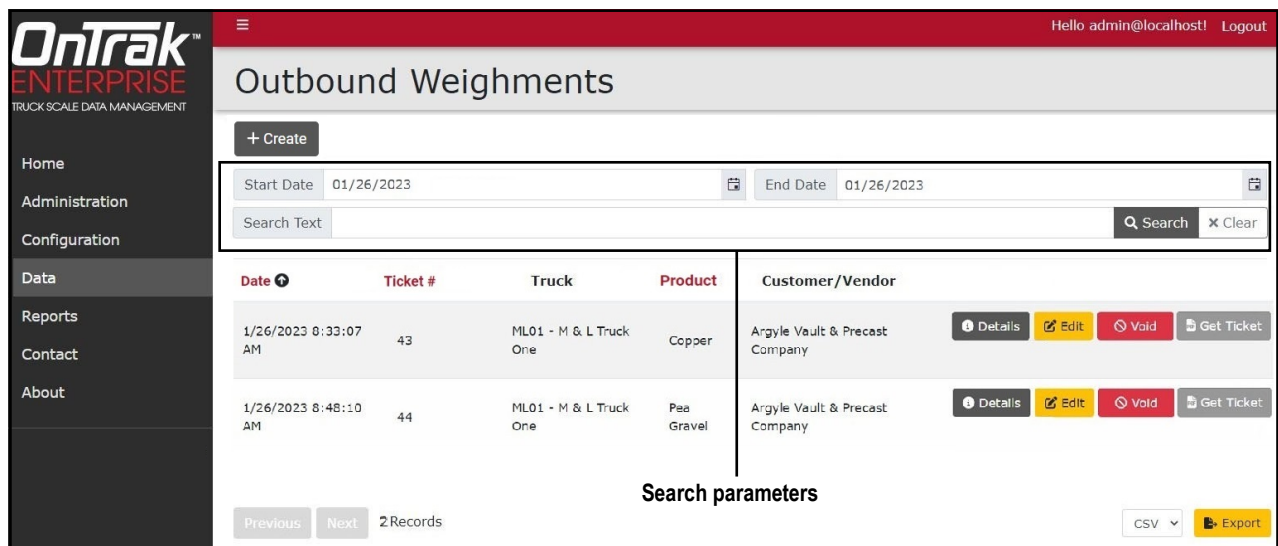 OnTrak™
ENTERPRISE
TRUCK SCALE DATA MANAGEMENT
Hello admin@localhost! Logout
Outbound Weighments
+ Create
Home
Administration
Configuration
Data
Reports
Contact
About
Start Date 01/26/2023 End Date 01/26/2023
Search Text Search × Clear
Date Ticket # Truck Product Customer/Vendor
1/26/2023 8:33:07 AM 43 ML01 - M & L Truck One Copper Argyle Vault & Precast Company Details Edit Void Get Ticket
1/26/2023 8:48:10 AM 44 ML01 - M & L Truck One Pea Gravel Argyle Vault & Precast Company Details Edit Void Get Ticket
Search parameters
Previous Next 2 Records CSV Export